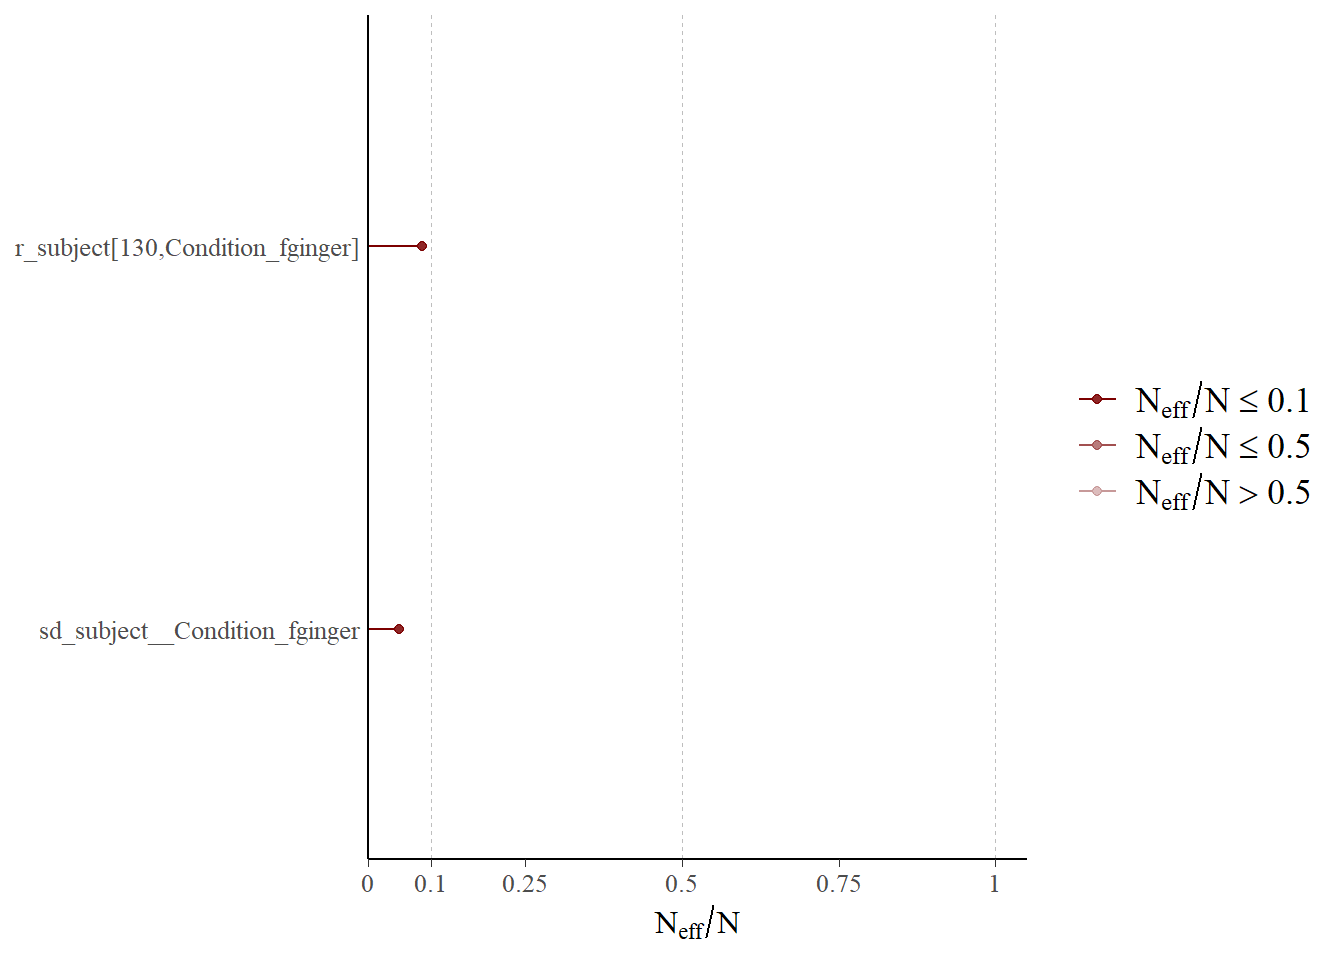 r_subject[130,Condition_fginger]
sd_subject__Condition_fginger
0 0.1 0.25 0.5 0.75 1
Neff/N
Neff/N ≤ 0.1
Neff/N ≤ 0.5
Neff/N > 0.5